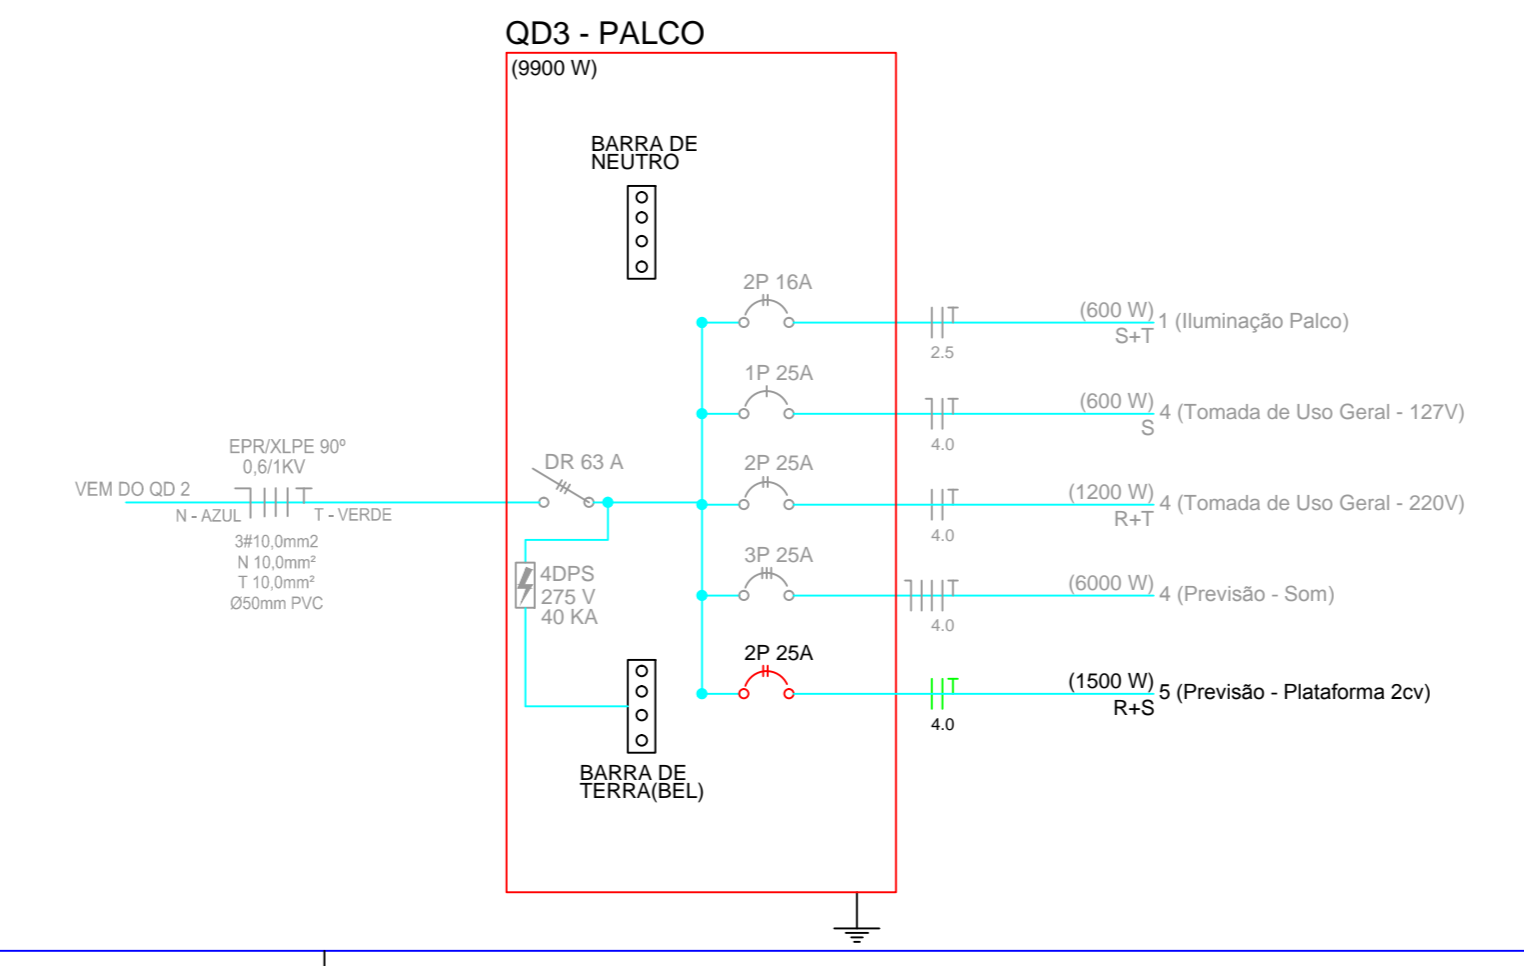 QD3 - PALCO
(9900 W)
BARRA DE
NEUTRO
2P 16A
T
2.5
(600 W)
S+T
1 (Iluminação Palco)
1P 25A
T
4.0
(600 W)
S
4 (Tomada de Uso Geral - 127V)
EPR/XLPE 90º
0,6/1KV
VEM DO QD 2
N - AZUL
T - VERDE
3#10,0mm2
N 10,0mm²
T 10,0mm²
Ø50mm PVC
DR 63 A
2P 25A
T
4.0
(1200 W)
R+T
4 (Tomada de Uso Geral - 220V)
4DPS
275 V
40 KA
3P 25A
T
4.0
(6000 W)
4 (Previsão - Som)
2P 25A
T
4.0
(1500 W)
R+S
5 (Previsão - Plataforma 2cv)
BARRA DE
TERRA(BEL)